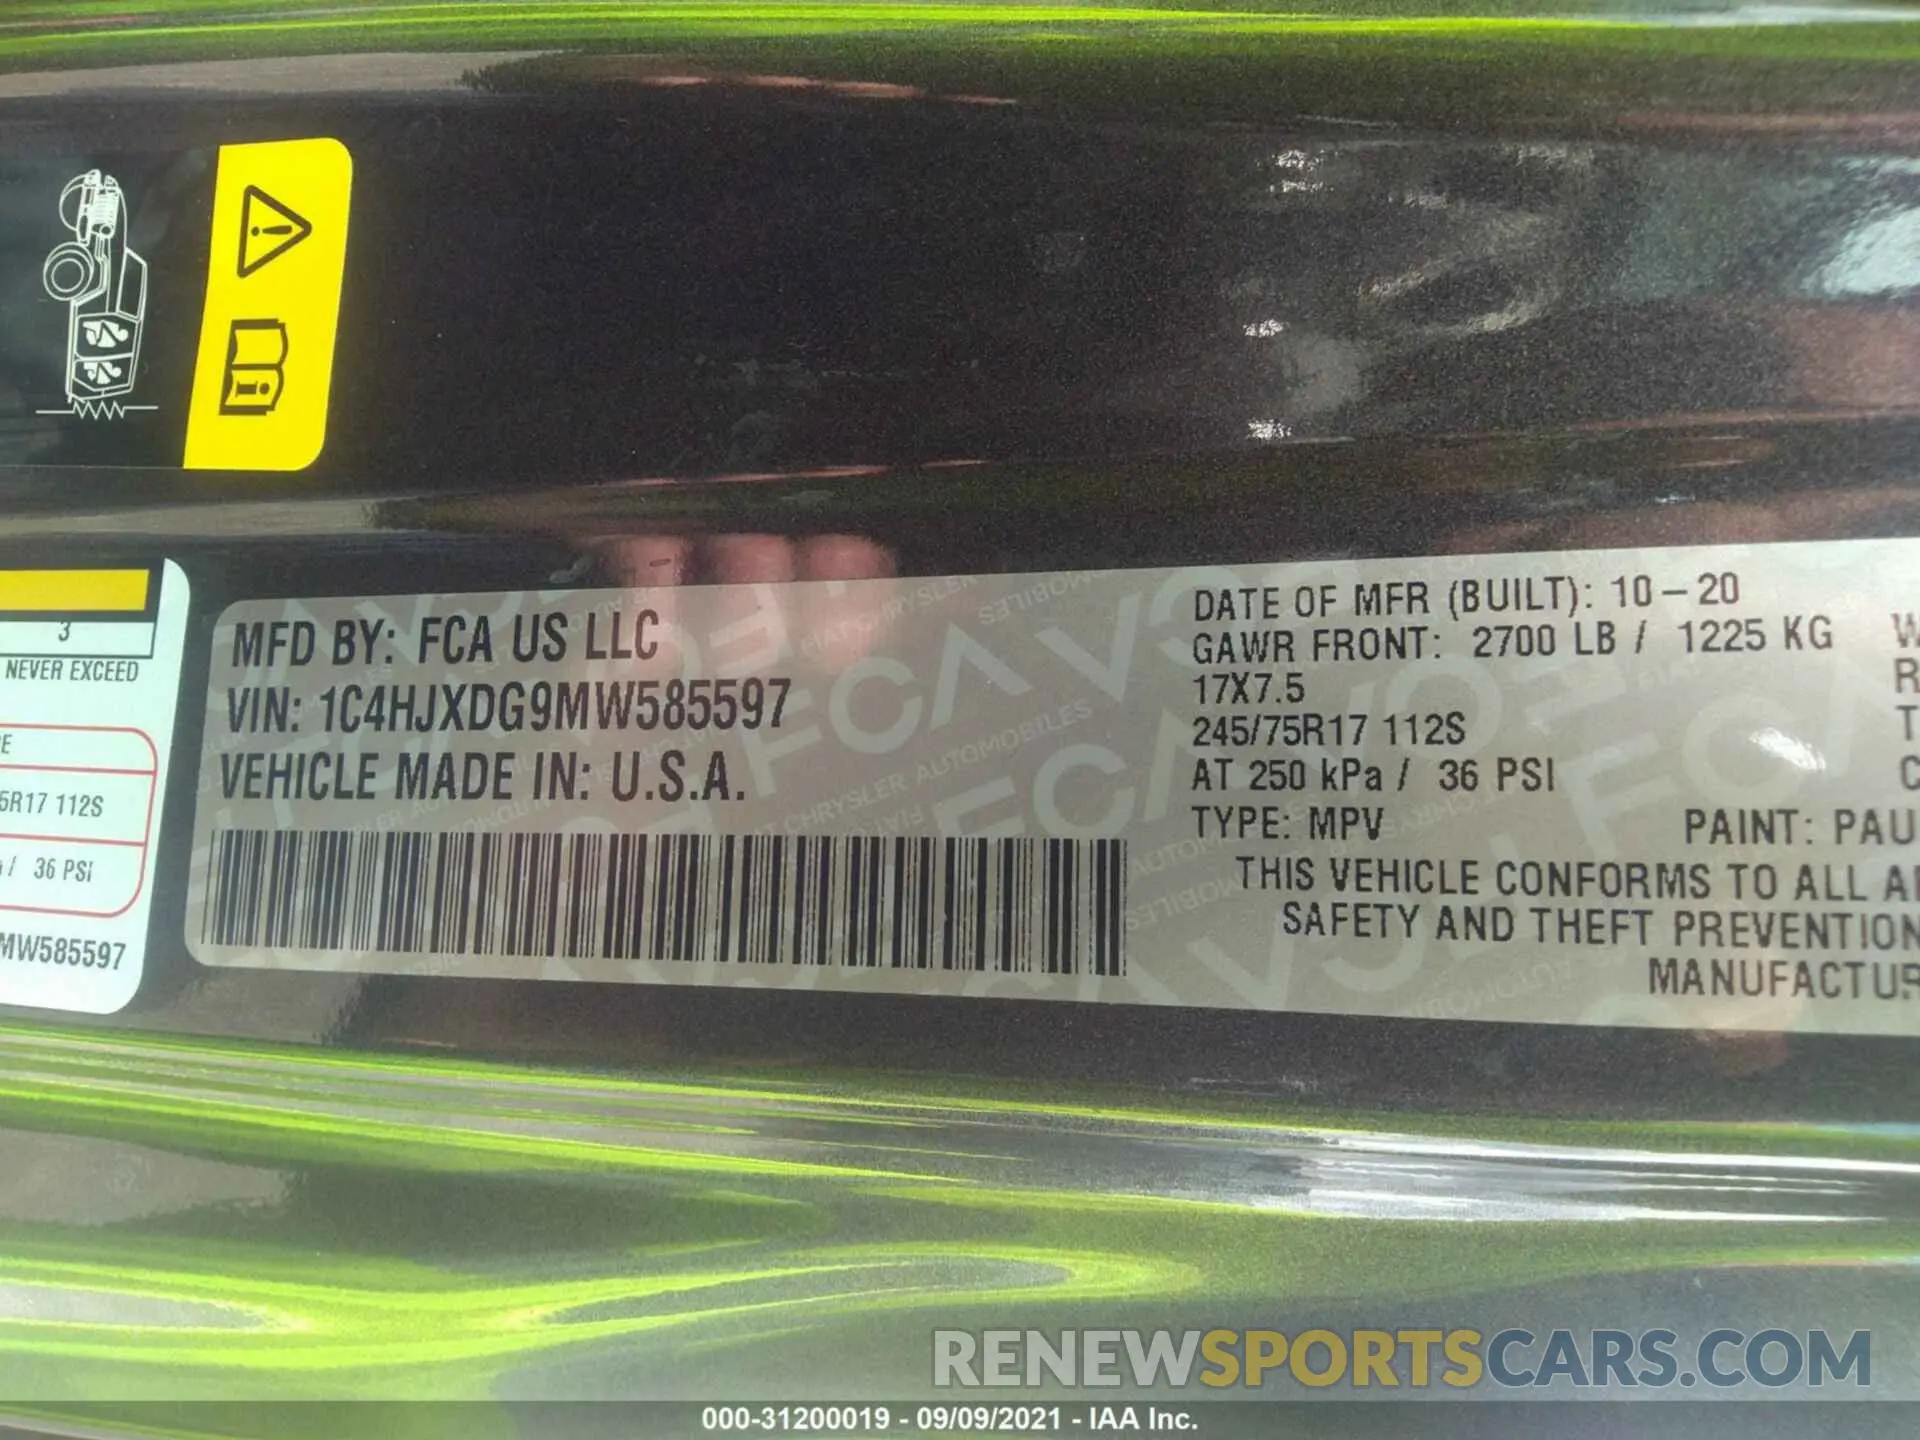 3
NEVER EXCEED
5R17 112S
/ 36 PSI
MW585597
MFD BY: FCA US LLC
VIN: 1C4HJXDG9MW585597
VEHICLE MADE IN: U.S.A.
DATE OF MFR (BUILT): 10-20
GAWR FRONT: 2700 LB / 1225 KG
17X7.5
245/75R17 112S
AT 250 kPa / 36 PSI
TYPE: MPV PAINT: PAU
THIS VEHICLE CONFORMS TO ALL
SAFETY AND THEFT PREVENTION
MANUFACTUR
RENEWSPORTSCARS.COM
000-31200019 - 09/09/2021 - IAA Inc.